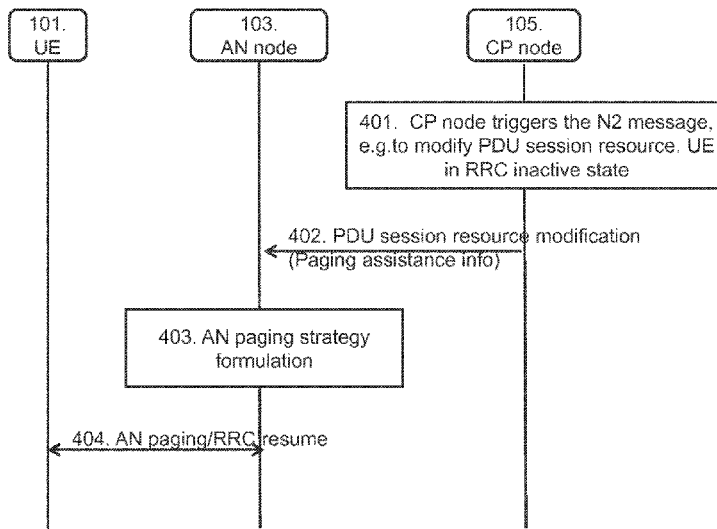 101.
UE
103.
AN node
105.
CP node
401. CP node triggers the N2 message,
e.g.to modify PDU session resource. UE
in RRC inactive state
402. PDU session resource modification
(Paging assistance info)
403. AN paging strategy
formulation
404. AN paging/RRC resume